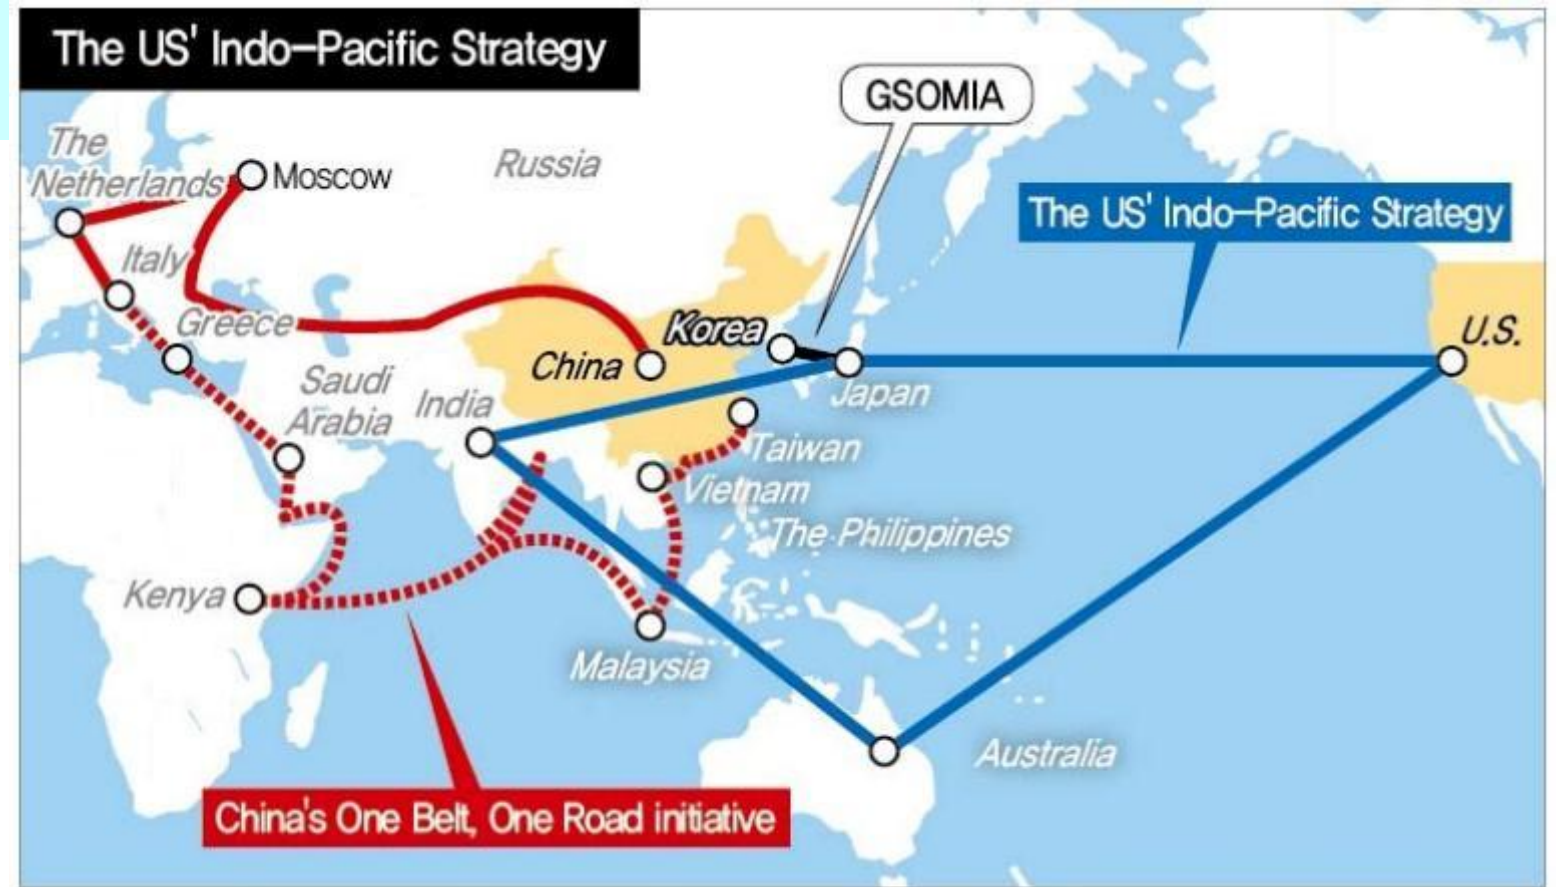 The US' Indo-Pacific Strategy
GSOMIA
The
Netherlands
Moscow
Russia
The US' Indo-Pacific Strategy
Italy
Greece
Korea
U.S.
China
Saudi
Arabia
India
Japan
Taiwan
Vietnam
The Philippines
Kenya
Malaysia
Australia
China's One Belt, One Road initiative